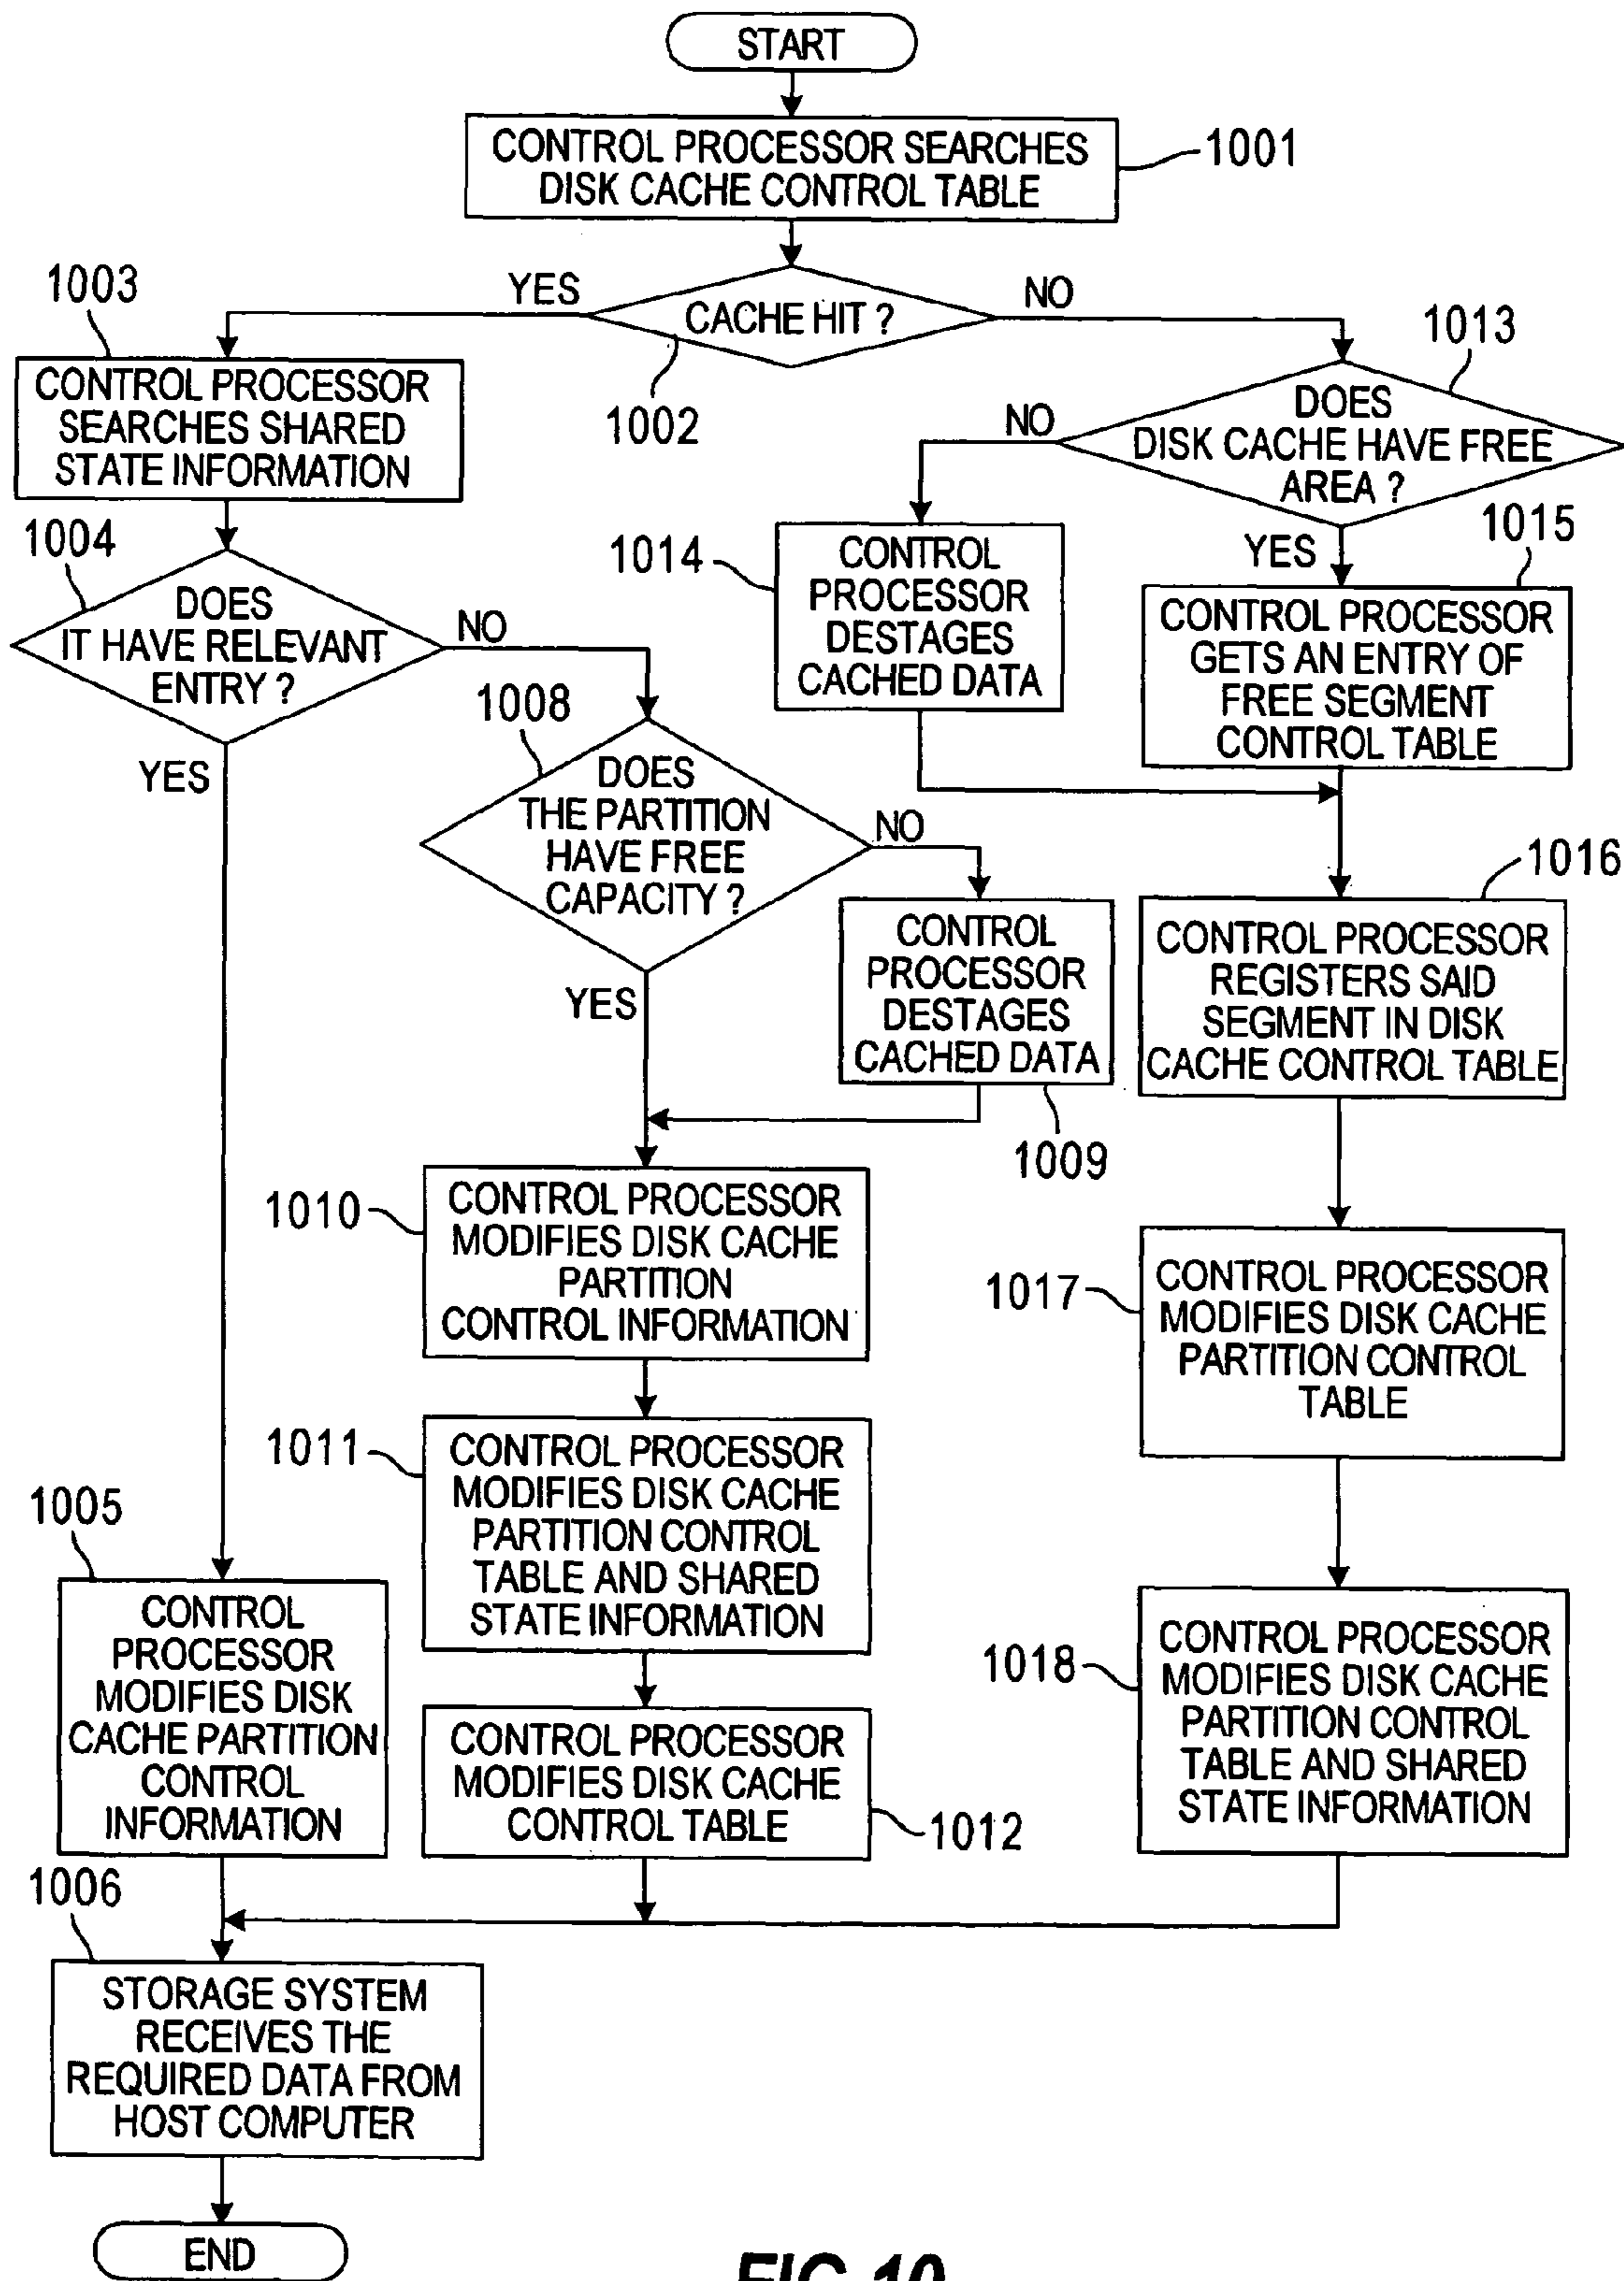 START
CONTROL PROCESSOR SEARCHES
DISK CACHE CONTROL TABLE
1001
CACHE HIT ?
YES
NO
1002
1003
CONTROL PROCESSOR
SEARCHES SHARED
STATE INFORMATION
1013
DOES
DISK CACHE HAVE FREE
AREA ?
NO
YES
1004
DOES
IT HAVE RELEVANT
ENTRY ?
NO
YES
1014
CONTROL
PROCESSOR
DESTAGES
CACHED DATA
1015
CONTROL PROCESSOR
GETS AN ENTRY OF
FREE SEGMENT
CONTROL TABLE
1008
DOES
THE PARTITION
HAVE FREE
CAPACITY ?
NO
YES
CONTROL
PROCESSOR
DESTAGES
CACHED DATA
1009
1016
CONTROL PROCESSOR
REGISTERS SAID
SEGMENT IN DISK
CACHE CONTROL TABLE
1010
CONTROL PROCESSOR
MODIFIES DISK CACHE
PARTITION
CONTROL INFORMATION
1017
CONTROL PROCESSOR
MODIFIES DISK CACHE
PARTITION CONTROL
TABLE
1011
CONTROL PROCESSOR
MODIFIES DISK CACHE
PARTITION CONTROL
TABLE AND SHARED
STATE INFORMATION
1005
CONTROL
PROCESSOR
MODIFIES DISK
CACHE PARTITION
CONTROL
INFORMATION
CONTROL PROCESSOR
MODIFIES DISK CACHE
CONTROL TABLE
1012
1018
CONTROL PROCESSOR
MODIFIES DISK CACHE
PARTITION CONTROL
TABLE AND SHARED
STATE INFORMATION
1006
STORAGE SYSTEM
RECEIVES THE
REQUIRED DATA FROM
HOST COMPUTER
END
FIG.10